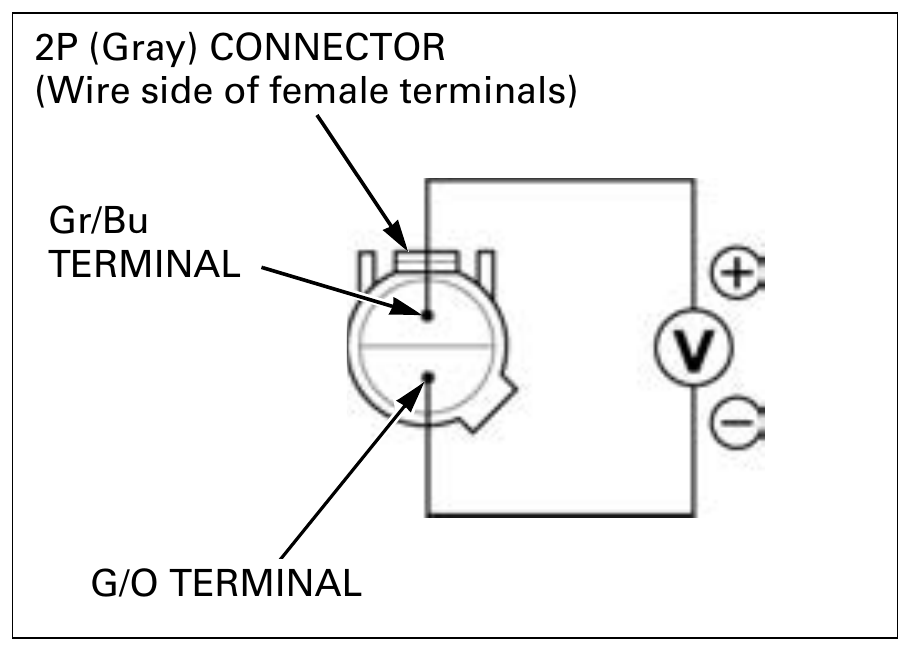 2P (Gray) CONNECTOR
(Wire side of female terminals)
Gr/Bu
TERMINAL
+
V
−
G/O TERMINAL